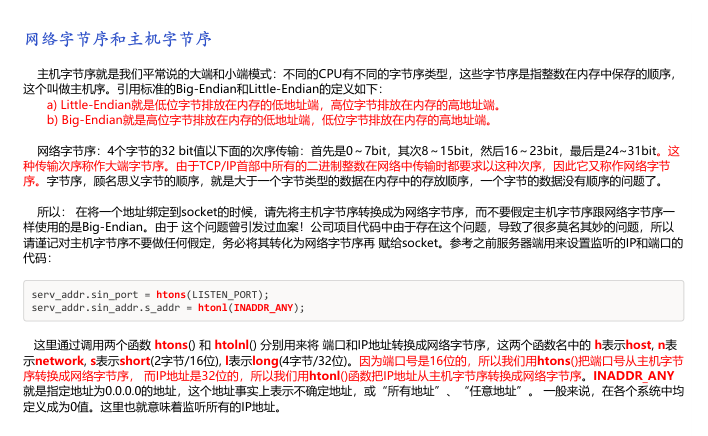 网络字节序和主机字节序
主机字节序就是我们平常说的大端和小端模式：不同的CPU有不同的字节序类型，这些字节序是指整数在内存中保存的顺序，
这个叫做主机序。引用标准的Big-Endian和Little-Endian的定义如下：
a) Little-Endian就是低位字节排放在内存的低地址端，高位字节排放在内存的高地址端。
b) Big-Endian就是高位字节排放在内存的低地址端，低位字节排放在内存的高地址端。
网络字节序：4个字节的32 bit值以下面的次序传输：首先是0～7bit，其次8～15bit，然后16～23bit，最后是24~31bit。这
种传输次序称作大端字节序。由于TCP/IP首部中所有的二进制整数在网络中传输时都要求以这种次序，因此它又称作网络字节
序。字节序，顾名思义字节的顺序，就是大于一个字节类型的数据在内存中的存放顺序，一个字节的数据没有顺序的问题了。
所以： 在将一个地址绑定到socket的时候，请先将主机字节序转换成为网络字节序，而不要假定主机字节序跟网络字节序一
样使用的是Big-Endian。由于 这个问题曾引发过血案！公司项目代码中由于存在这个问题，导致了很多莫名其妙的问题，所以
请谨记对主机字节序不要做任何假定，务必将其转化为网络字节序再 赋给socket。参考之前服务器端用来设置监听的IP和端口的
代码：
serv_addr.sin_port = htons(LISTEN_PORT);
serv_addr.sin_addr.s_addr = htonl(INADDR_ANY);
这里通过调用两个函数 htons() 和 htolnl() 分别用来将 端口和IP地址转换成网络字节序，这两个函数名中的 h表示host, n表
示network, s表示short(2字节/16位), l表示long(4字节/32位)。因为端口号是16位的，所以我们用htons()把端口号从主机字节
序转换成网络字节序， 而IP地址是32位的，所以我们用htonl()函数把IP地址从主机字节序转换成网络字节序。INADDR_ANY
就是指定地址为0.0.0.0的地址，这个地址事实上表示不确定地址，或“所有地址”、“任意地址”。 一般来说，在各个系统中均
定义成为0值。这里也就意味着监听所有的IP地址。